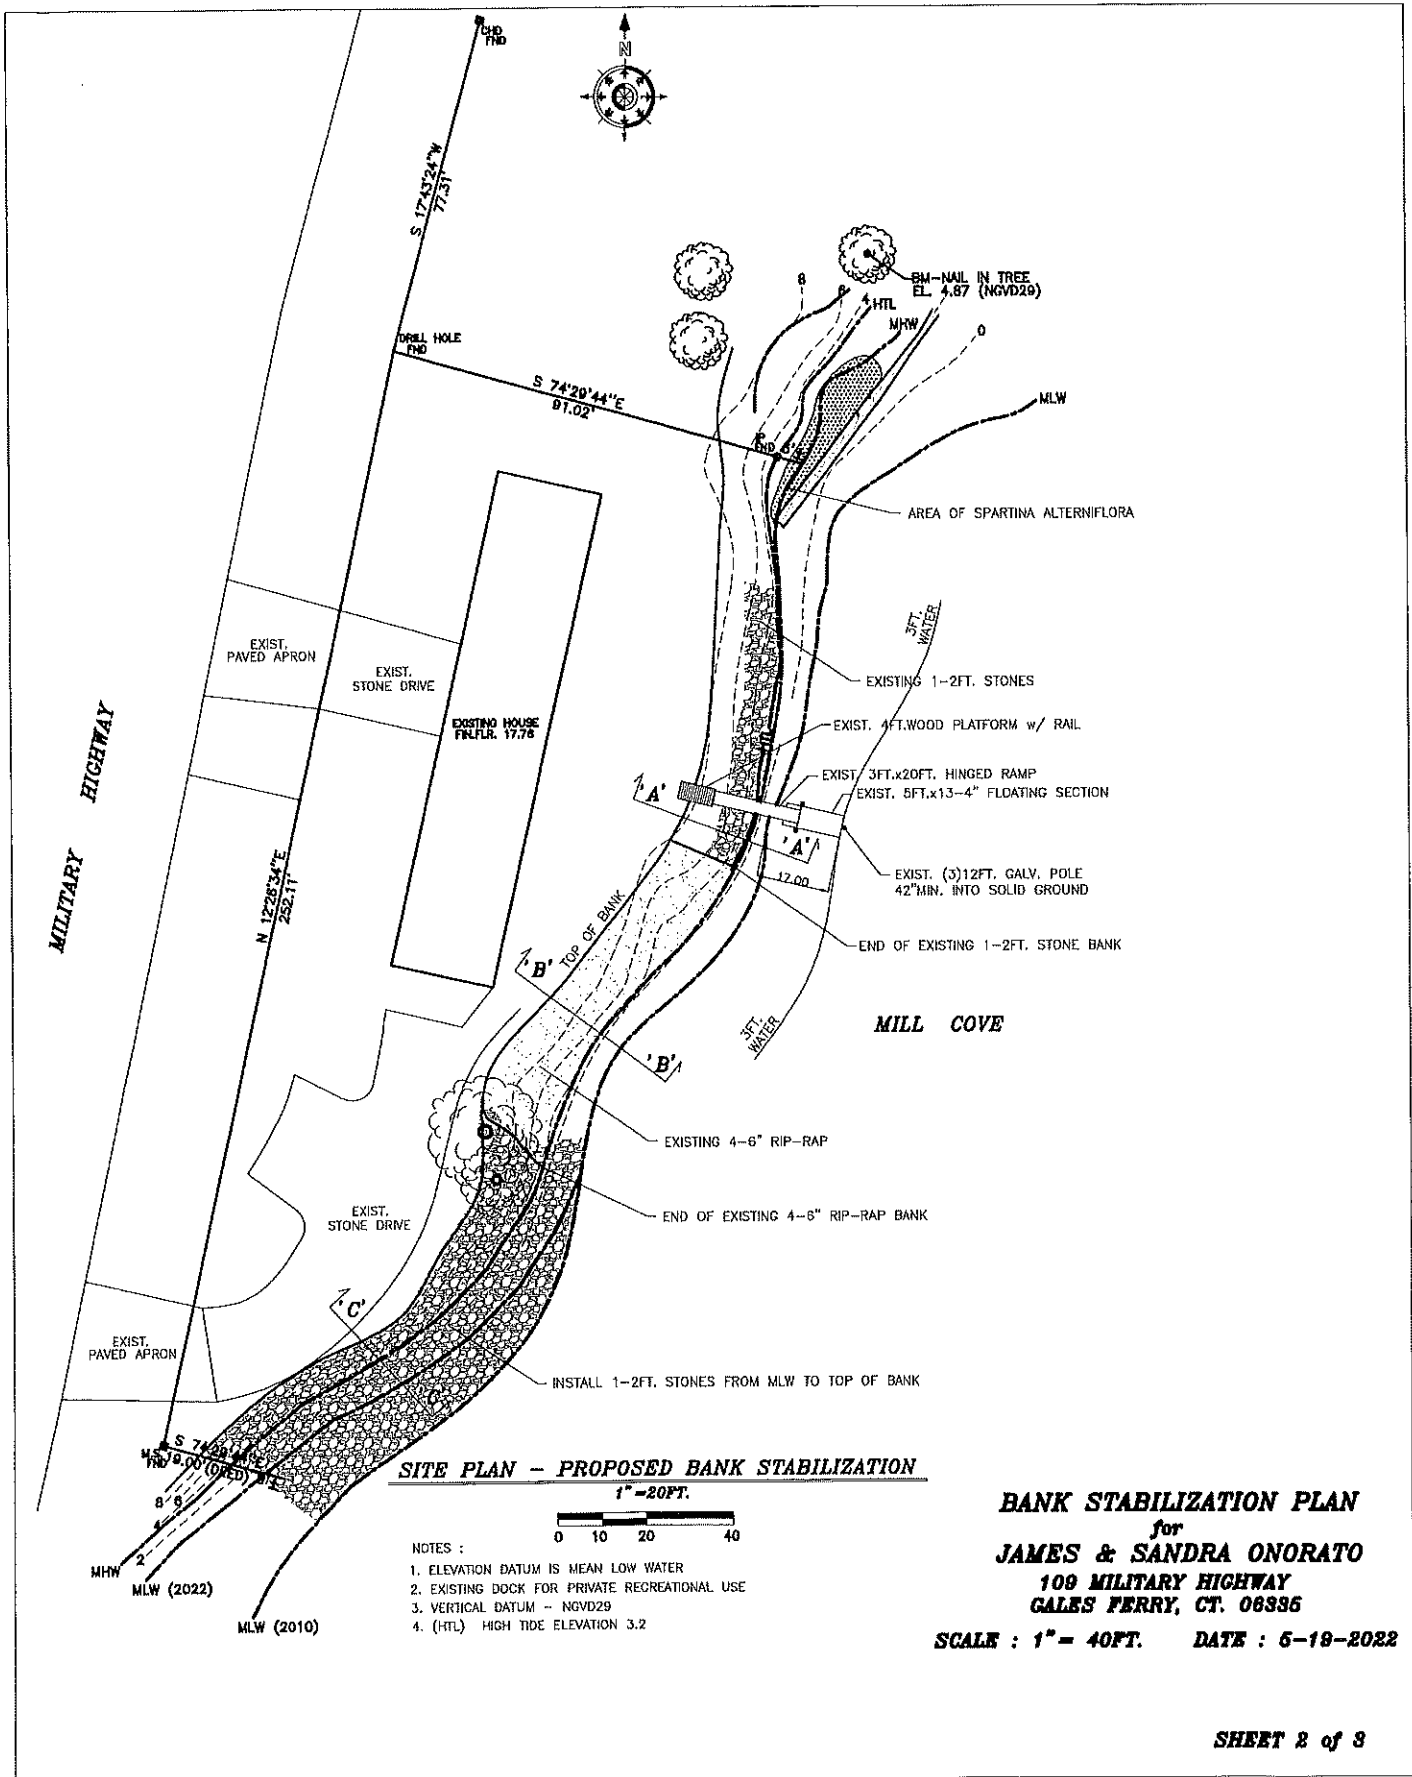 CHD
FND
N
S 17°43'24"W
77.31'
BM-NAIL IN TREE
EL. 4.87 (NGVD29)
8
6
4
HTL
MHW
0
MLW
DRILL HOLE
FND
S 74°29'44"E
91.02'
FND
AREA OF SPARTINA ALTERNIFLORA
3FT.
WATER
EXIST.
PAVED APRON
EXIST.
STONE DRIVE
EXISTING 1-2FT. STONES
EXISTING HOUSE
FIN.FLR. 17.76
EXIST. 4FT.WOOD PLATFORM w/ RAIL
EXIST. 3FT.x20FT. HINGED RAMP
EXIST. 5FT.x13-4" FLOATING SECTION
'A'
'A'
17.00
EXIST. (3)12FT. GALV. POLE
42"MIN. INTO SOLID GROUND
MILITARY HIGHWAY
N 12°28'34"E
252.11'
TOP OF BANK
END OF EXISTING 1-2FT. STONE BANK
'B'
'B'
3FT.
WATER
MILL COVE
EXISTING 4-6" RIP-RAP
END OF EXISTING 4-6" RIP-RAP BANK
EXIST.
STONE DRIVE
'C'
'C'
EXIST.
PAVED APRON
INSTALL 1-2FT. STONES FROM MLW TO TOP OF BANK
FND
19.00' (DEED)
8
6
4
2
MHW
MLW (2022)
MLW (2010)
SITE PLAN - PROPOSED BANK STABILIZATION
1"=20FT.
0 10 20 40
NOTES :
1. ELEVATION DATUM IS MEAN LOW WATER
2. EXISTING DOCK FOR PRIVATE RECREATIONAL USE
3. VERTICAL DATUM - NGVD29
4. (HTL) HIGH TIDE ELEVATION 3.2
BANK STABILIZATION PLAN
for
JAMES & SANDRA ONORATO
109 MILITARY HIGHWAY
GALES FERRY, CT. 06335
SCALE : 1"= 40FT. DATE : 5-19-2022
SHEET 2 of 3